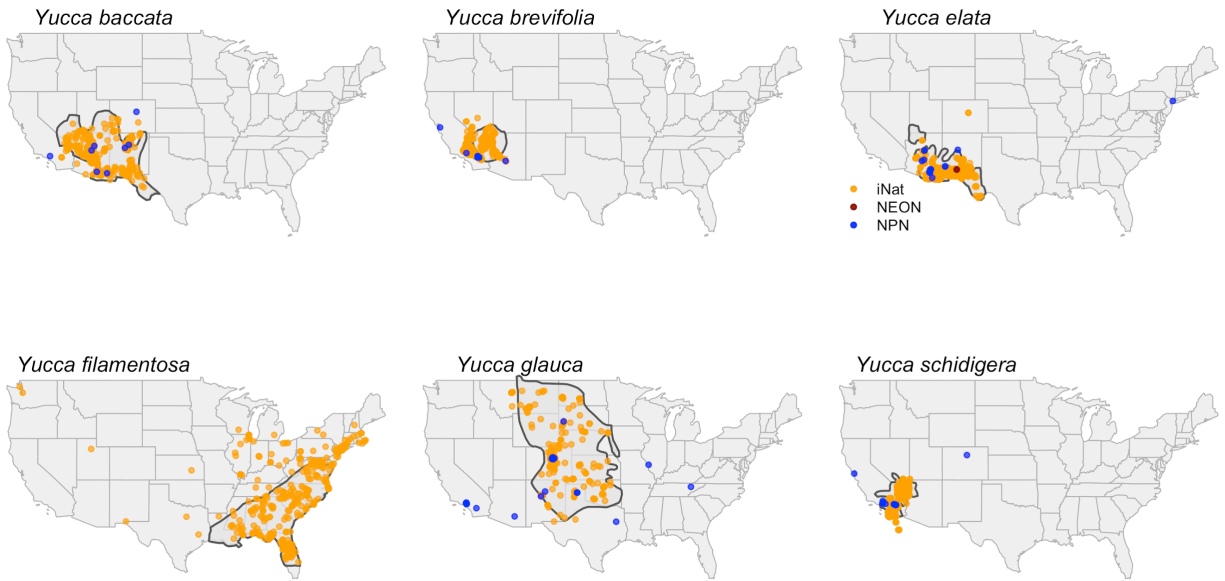 Yucca baccata
Yucca brevifolia
Yucca elata
iNat
NEON
NPN
Yucca filamentosa
Yucca glauca
Yucca schidigera